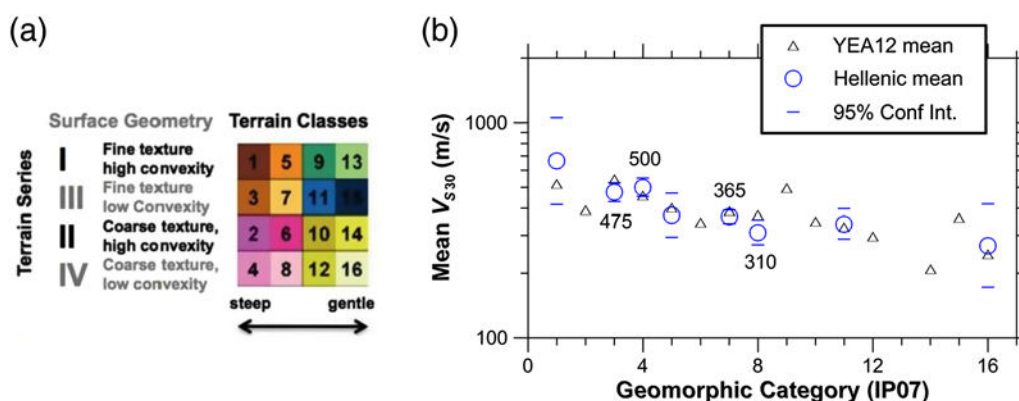 (a)
Surface Geometry Terrain Classes
Terrain Series
I Fine texture
high convexity
III Fine texture
low Convexity
II Coarse texture,
high convexity
IV Coarse texture,
low convexity
1 5 9 13
3 7 11 15
2 6 10 14
4 8 12 16
steep gentle
(b)
YEA12 mean
Hellenic mean
95% Conf Int.
Mean VS30 (m/s)
1000
100
500
475
365
310
0 4 8 12 16
Geomorphic Category (IP07)